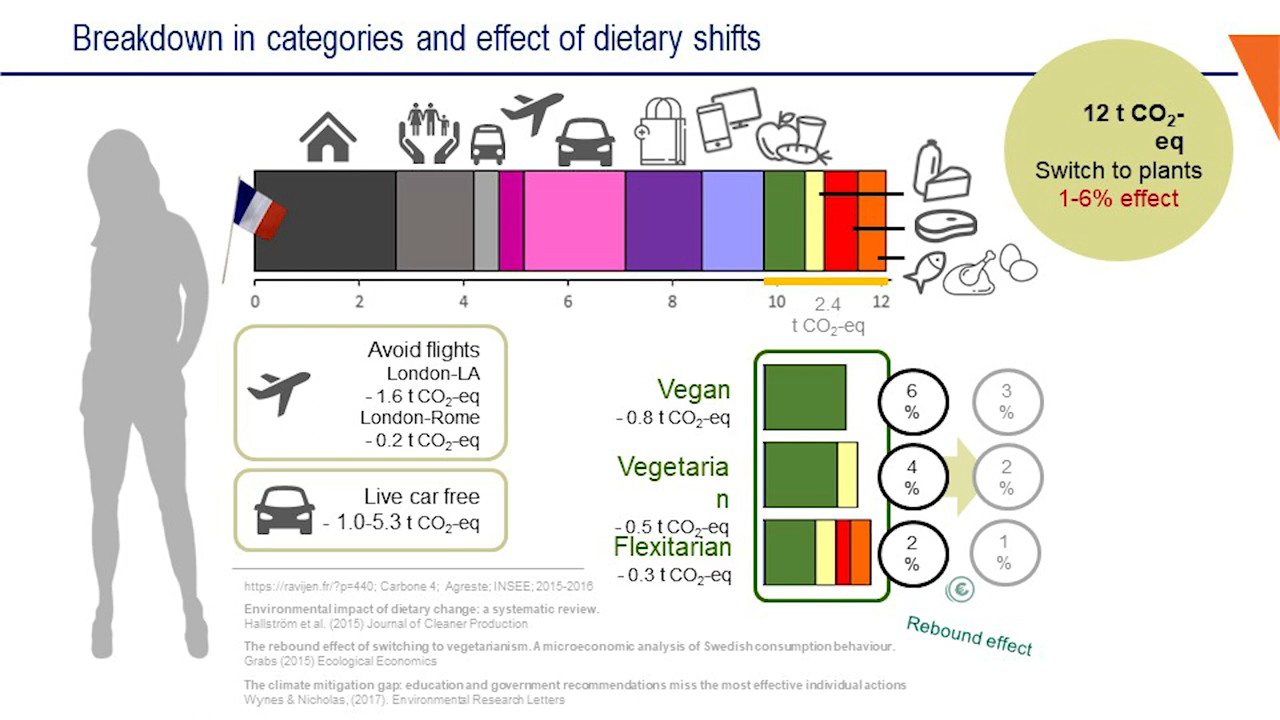 Breakdown in categories and effect of dietary shifts
12 t CO₂-
eq
Switch to plants
1-6% effect
0 2 4 6 8 10 12
2.4
t CO₂-eq
Avoid flights
London-LA
- 1.6 t CO₂-eq
London-Rome
- 0.2 t CO₂-eq
Live car free
- 1.0-5.3 t CO₂-eq
Vegan
- 0.8 t CO₂-eq
6
%
3
%
Vegetaria
n
- 0.5 t CO₂-eq
4
%
2
%
Flexitarian
- 0.3 t CO₂-eq
2
%
1
%
€
Rebound effect
https://ravijen.fr/?p=440; Carbone 4; Agreste; INSEE; 2015-2016
Environmental impact of dietary change: a systematic review.
Hallström et al. (2015) Journal of Cleaner Production
The rebound effect of switching to vegetarianism. A microeconomic analysis of Swedish consumption behaviour.
Grabs (2015) Ecological Economics
The climate mitigation gap: education and government recommendations miss the most effective individual actions
Wynes & Nicholas, (2017). Environmental Research Letters